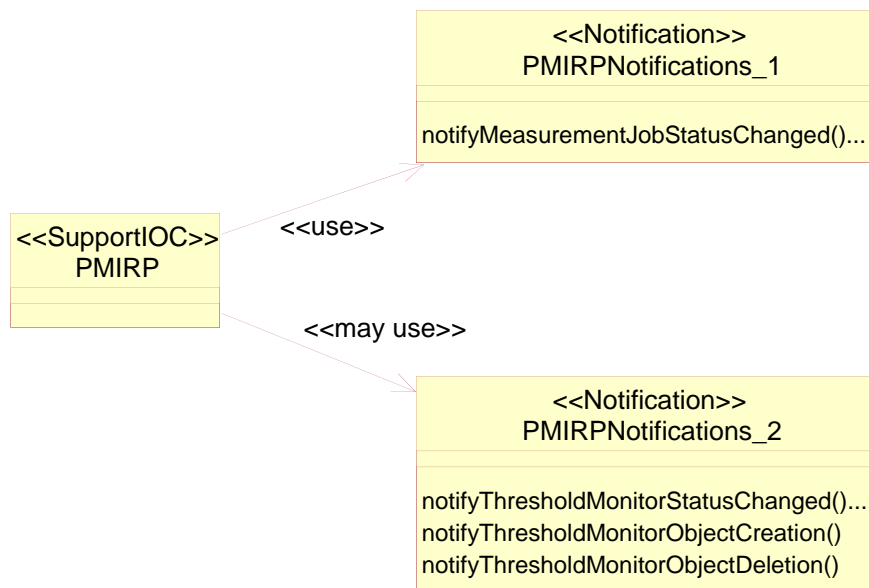 <<Notification>>
PMIRPNotifications_1
notifyMeasurementJobStatusChanged()...
<<use>>
<<SupportIOC>>
PMIRP
<<may use>>
<<Notification>>
PMIRPNotifications_2
notifyThresholdMonitorStatusChanged()...
notifyThresholdMonitorObjectCreation()
notifyThresholdMonitorObjectDeletion()